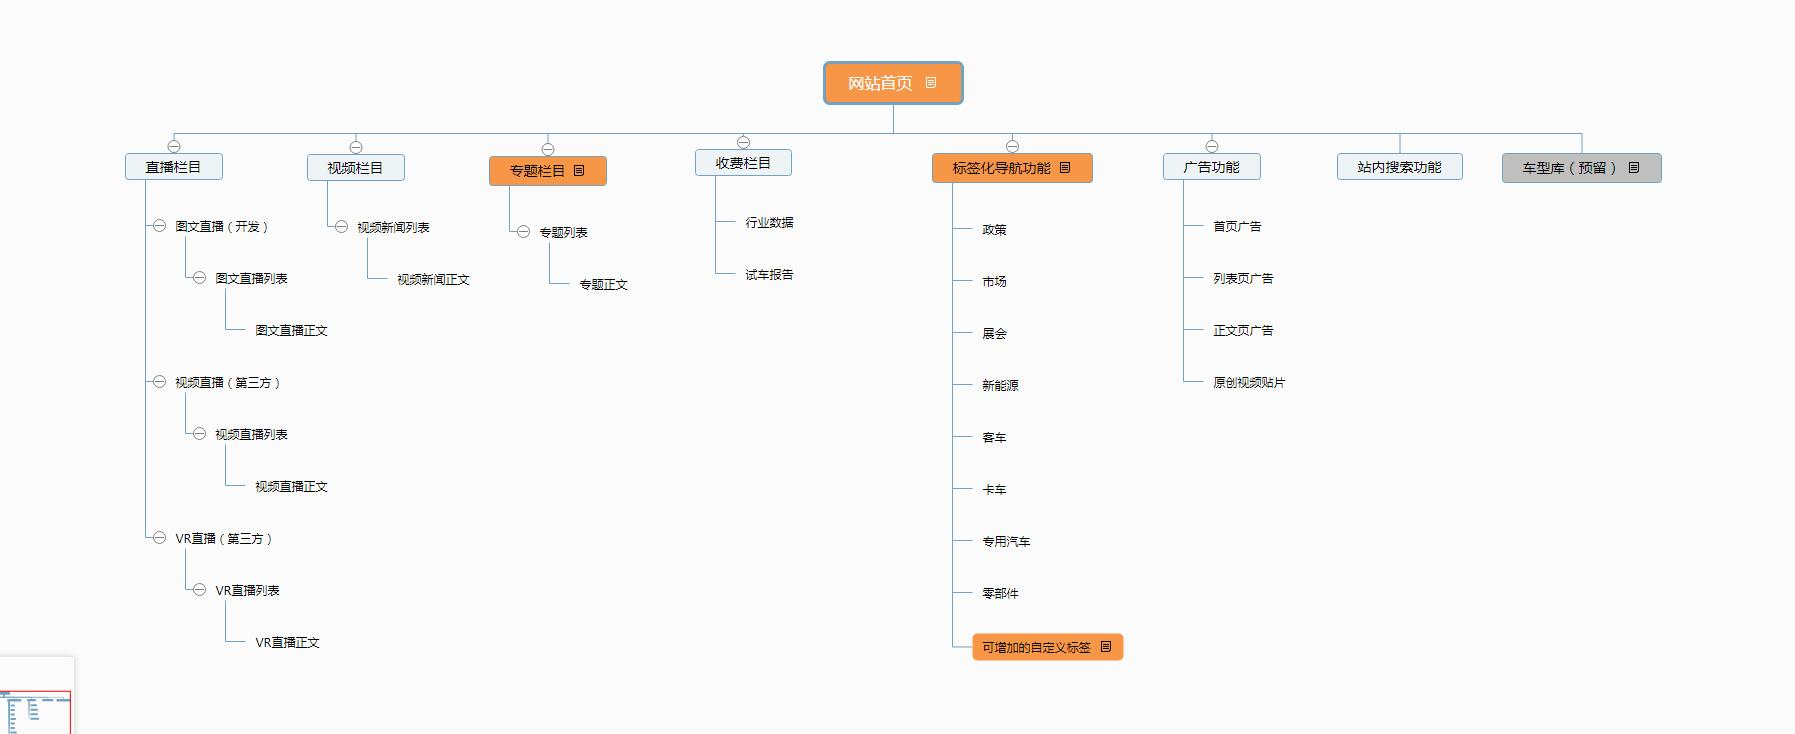 网站首页
直播栏目
图文直播（开发）
图文直播列表
图文直播正文
视频直播（第三方）
视频直播列表
视频直播正文
VR直播（第三方）
VR直播列表
VR直播正文
视频栏目
视频新闻列表
视频新闻正文
专题栏目
专题列表
专题正文
收费栏目
行业数据
试车报告
标签化导航功能
政策
市场
展会
新能源
客车
卡车
专用汽车
零部件
可增加的自定义标签
广告功能
首页广告
列表页广告
正文页广告
原创视频贴片
站内搜索功能
车型库（预留）